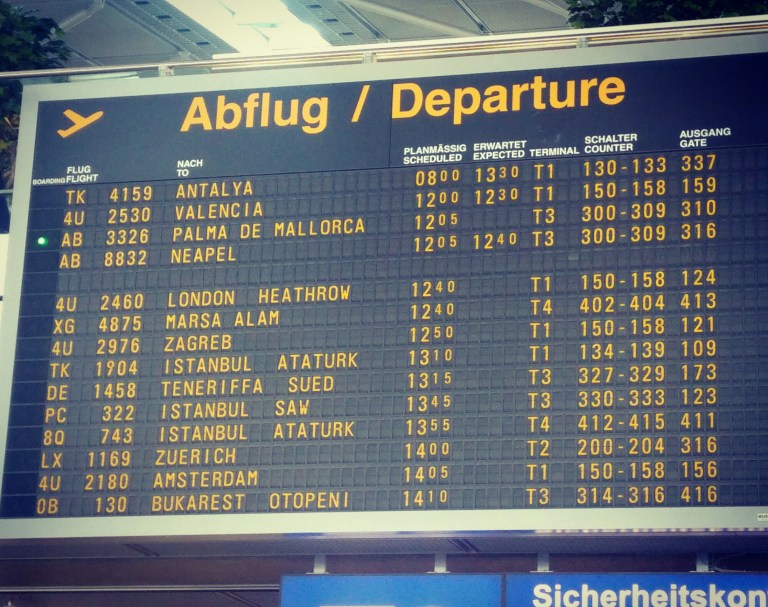 Abflug / Departure
BOARDING FLUG FLIGHT NACH TO PLANMÄSSIG SCHEDULED ERWARTET EXPECTED TERMINAL SCHALTER COUNTER AUSGANG GATE
TK 4159 ANTALYA 0800 1330 T1 130-133 337
4U 2530 VALENCIA 1200 1230 T1 150-158 159
AB 3326 PALMA DE MALLORCA 1205 T3 300-309 310
AB 8832 NEAPEL 1205 1240 T3 300-309 316
4U 2460 LONDON HEATHROW 1240 T1 150-158 124
XG 4875 MARSA ALAM 1240 T4 402-404 413
4U 2976 ZAGREB 1250 T1 150-158 121
TK 1904 ISTANBUL ATATURK 1310 T1 134-139 109
DE 1458 TENERIFFA SUED 1315 T3 327-329 173
PC 322 ISTANBUL SAW 1345 T3 330-333 123
8Q 743 ISTANBUL ATATURK 1355 T4 412-415 411
LX 1169 ZUERICH 1400 T2 200-204 316
4U 2180 AMSTERDAM 1405 T1 150-158 156
0B 130 BUKAREST OTOPENI 1410 T3 314-316 416
Sicherheitskon